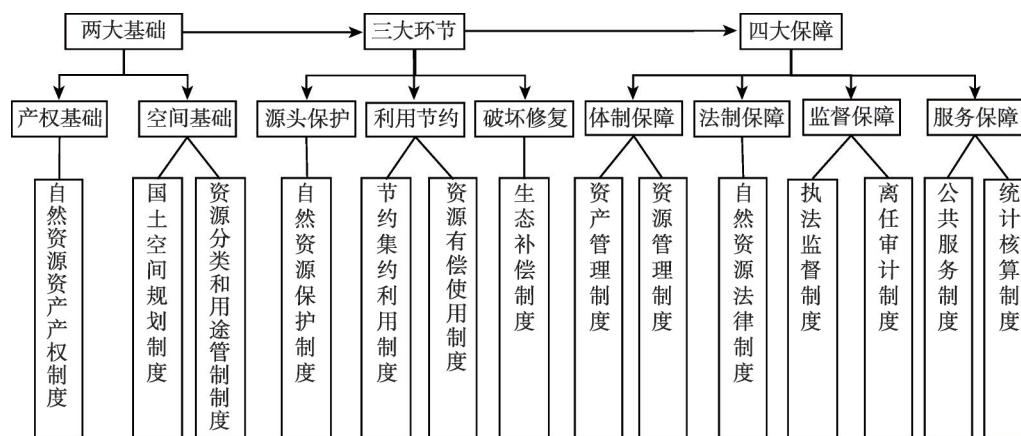 两大基础
三大环节
四大保障
产权基础
空间基础
源头保护
利用节约
破坏修复
体制保障
法制保障
监督保障
服务保障
自然资源资产产权制度
国土空间规划制度
资源分类和用途管制制度
自然资源保护制度
节约集约利用制度
资源有偿使用制度
生态补偿制度
资产管理制度
资源管理制度
自然资源法律制度
执法监督制度
离任审计制度
公共服务制度
统计核算制度